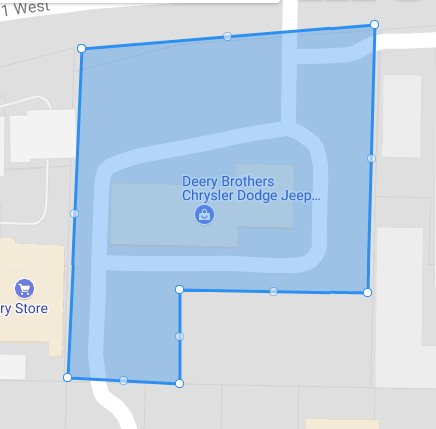 1 West
Deery Brothers
Chrysler Dodge Jeep...
ry Store